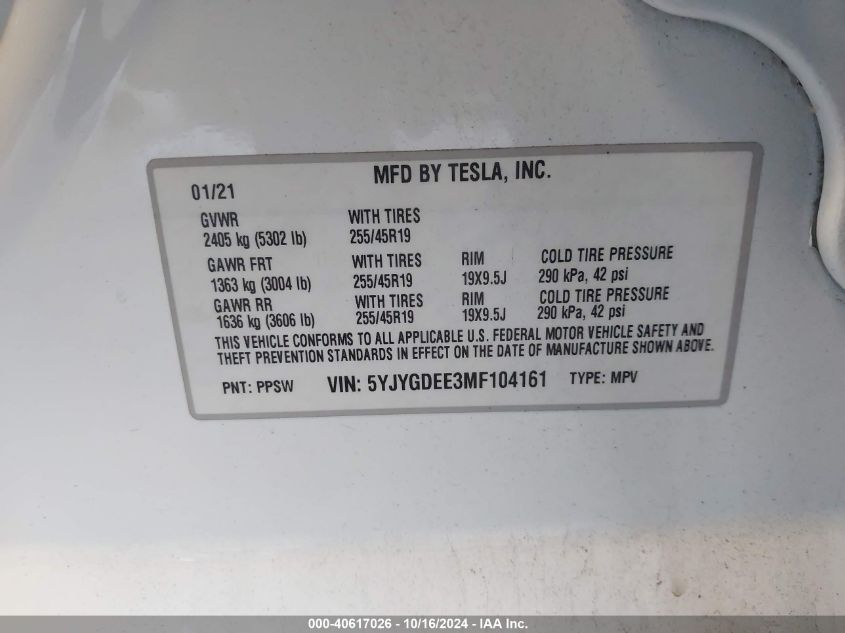 MFD BY TESLA, INC.
01/21
GVWR WITH TIRES
2405 kg (5302 lb) 255/45R19
GAWR FRT WITH TIRES RIM COLD TIRE PRESSURE
1363 kg (3004 lb) 255/45R19 19X9.5J 290 kPa, 42 psi
GAWR RR WITH TIRES RIM COLD TIRE PRESSURE
1636 kg (3606 lb) 255/45R19 19X9.5J 290 kPa, 42 psi
THIS VEHICLE CONFORMS TO ALL APPLICABLE U.S. FEDERAL MOTOR VEHICLE SAFETY AND
THEFT PREVENTION STANDARDS IN EFFECT ON THE DATE OF MANUFACTURE SHOWN ABOVE.
PNT: PPSW VIN: 5YJYGDEE3MF104161 TYPE: MPV
000-40617026 - 10/16/2024 - IAA Inc.